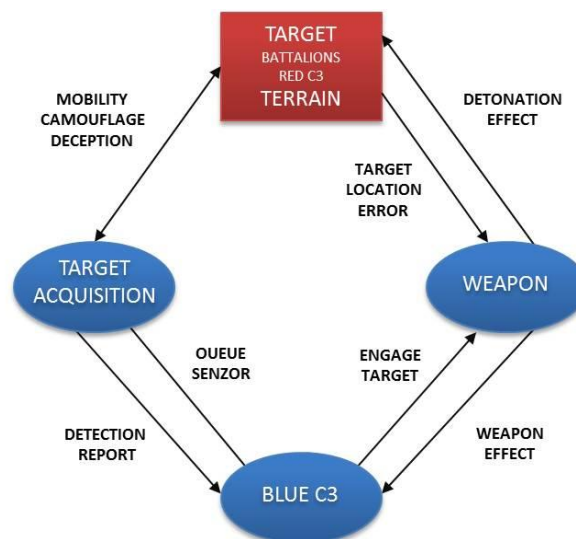 TARGET
BATTALIONS
RED C3
TERRAIN
MOBILITY
CAMOUFLAGE
DECEPTION
DETONATION
EFFECT
TARGET
LOCATION
ERROR
TARGET
ACQUISITION
WEAPON
OUEUE
SENZOR
ENGAGE
TARGET
DETECTION
REPORT
WEAPON
EFFECT
BLUE C3